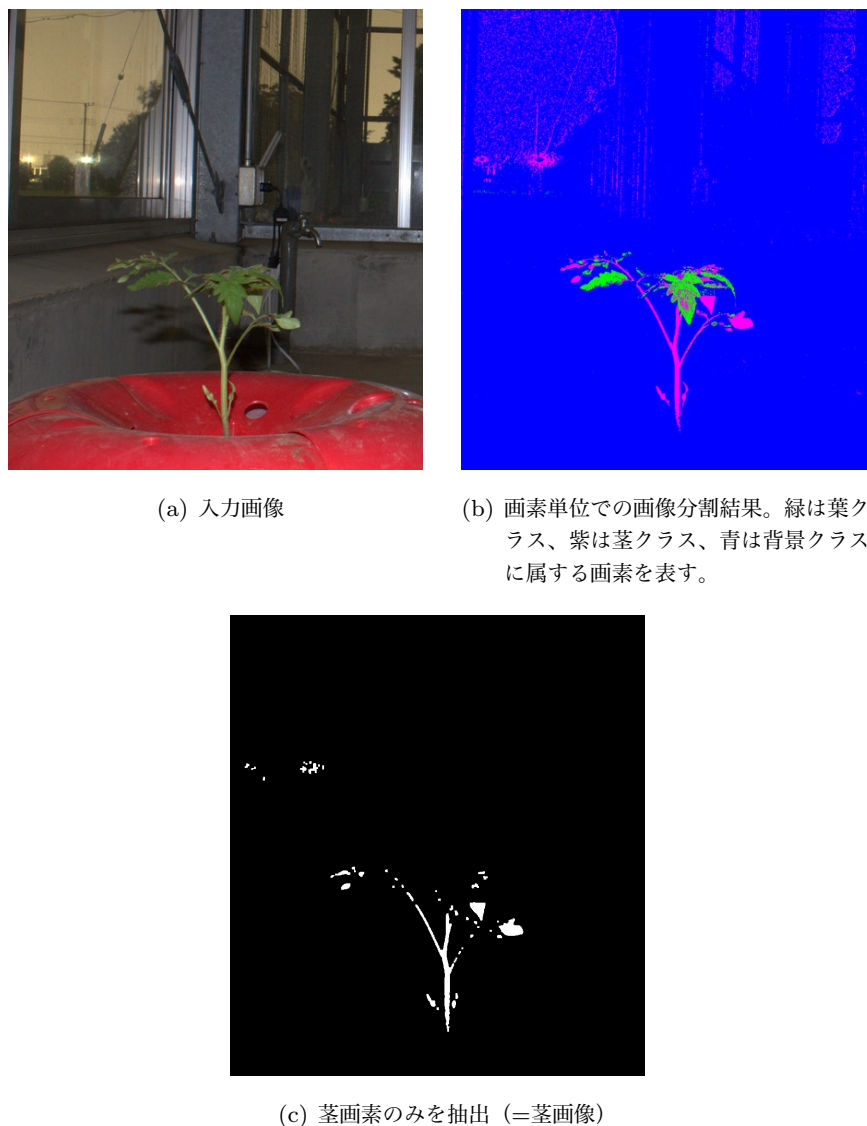 (a) 入力画像
(b) 画素単位での画像分割結果。緑は葉ク
ラス、紫は茎クラス、青は背景クラス
に属する画素を表す。
(c) 茎画素のみを抽出（=茎画像）